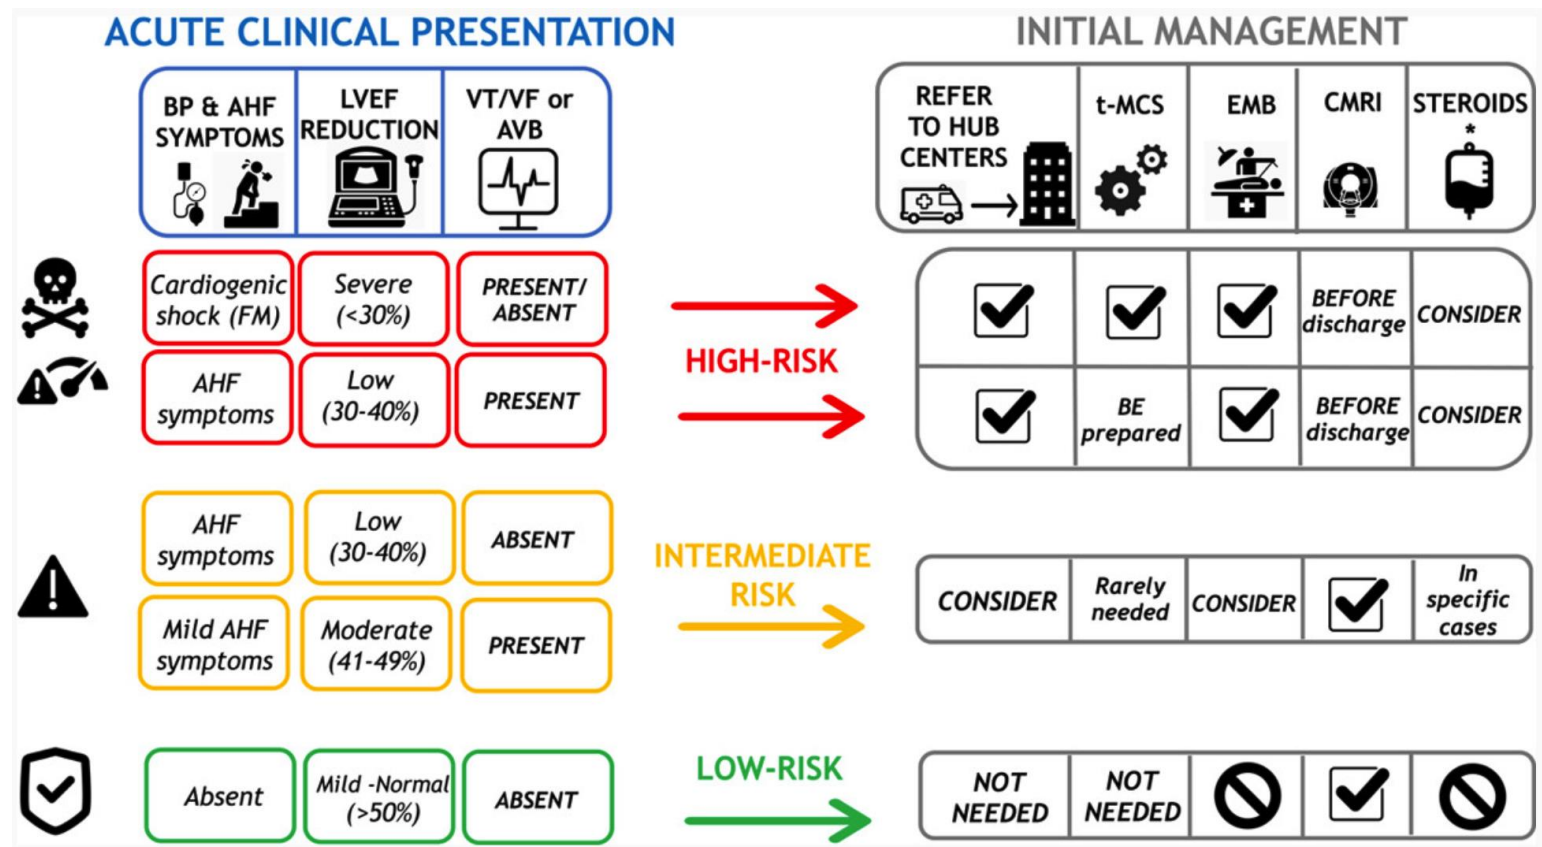 ACUTE CLINICAL PRESENTATION
INITIAL MANAGEMENT
BP & AHF
SYMPTOMS
LVEF
REDUCTION
VT/VF or
AVB
REFER
TO HUB
CENTERS
t-MCS
EMB
CMRI
STEROIDS
*
Cardiogenic
shock (FM)
Severe
(<30%)
PRESENT/
ABSENT
BEFORE
discharge
CONSIDER
HIGH-RISK
AHF
symptoms
Low
(30-40%)
PRESENT
BE
prepared
BEFORE
discharge
CONSIDER
AHF
symptoms
Low
(30-40%)
ABSENT
INTERMEDIATE
RISK
Mild AHF
symptoms
Moderate
(41-49%)
PRESENT
CONSIDER
Rarely
needed
CONSIDER
In
specific
cases
Absent
Mild -Normal
(>50%)
ABSENT
LOW-RISK
NOT
NEEDED
NOT
NEEDED